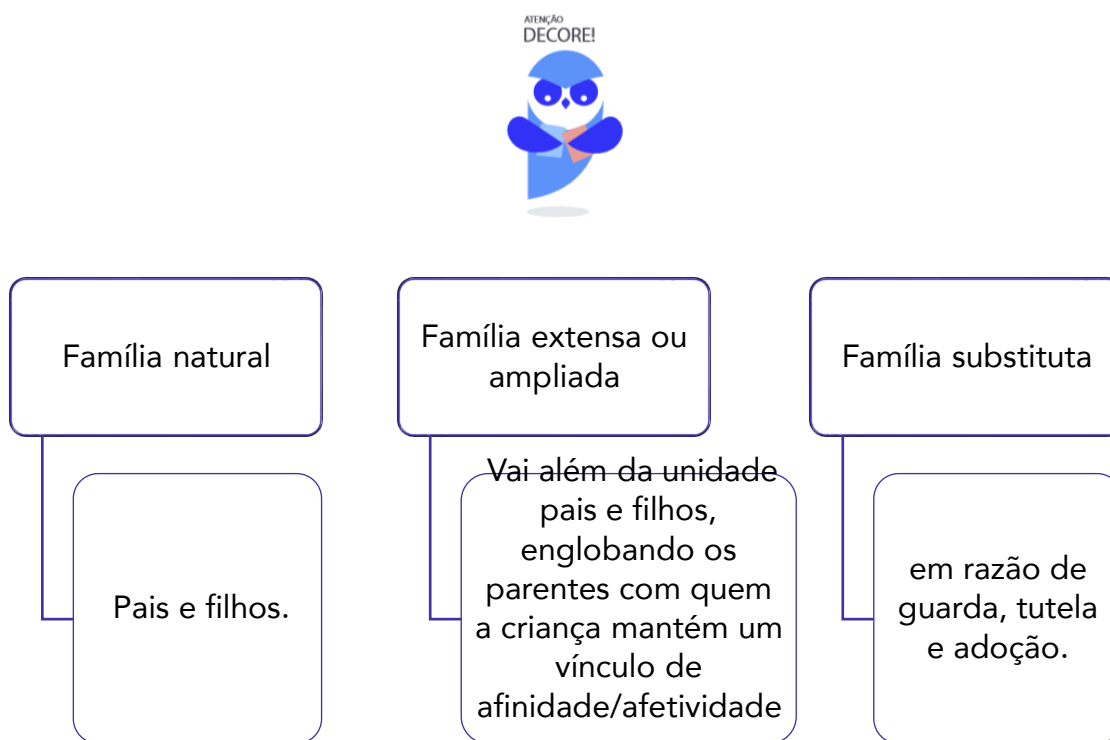 ATENÇÃO
DECORE!
Família natural
Pais e filhos.
Família extensa ou
ampliada
Vai além da unidade
pais e filhos,
englobando os
parentes com quem
a criança mantém um
vínculo de
afinidade/afetividade
Família substituta
em razão de
guarda, tutela
e adoção.